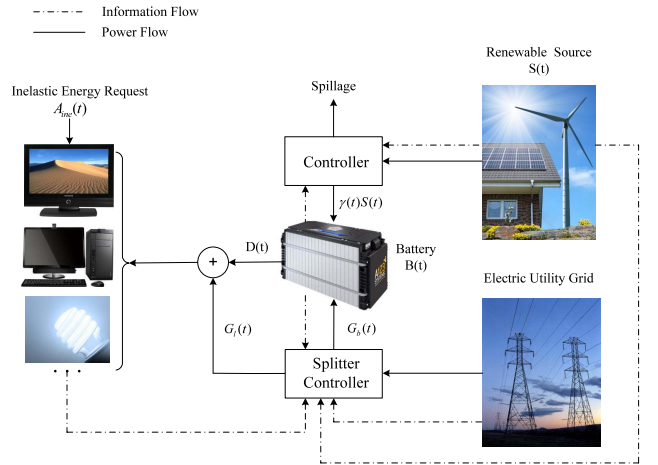 Information Flow
Power Flow
Renewable Source
S(t)
Inelastic Energy Request
A_ine(t)
Spillage
Controller
γ(t)S(t)
Battery
B(t)
D(t)
+
Electric Utility Grid
G_l(t)
G_b(t)
Splitter
Controller